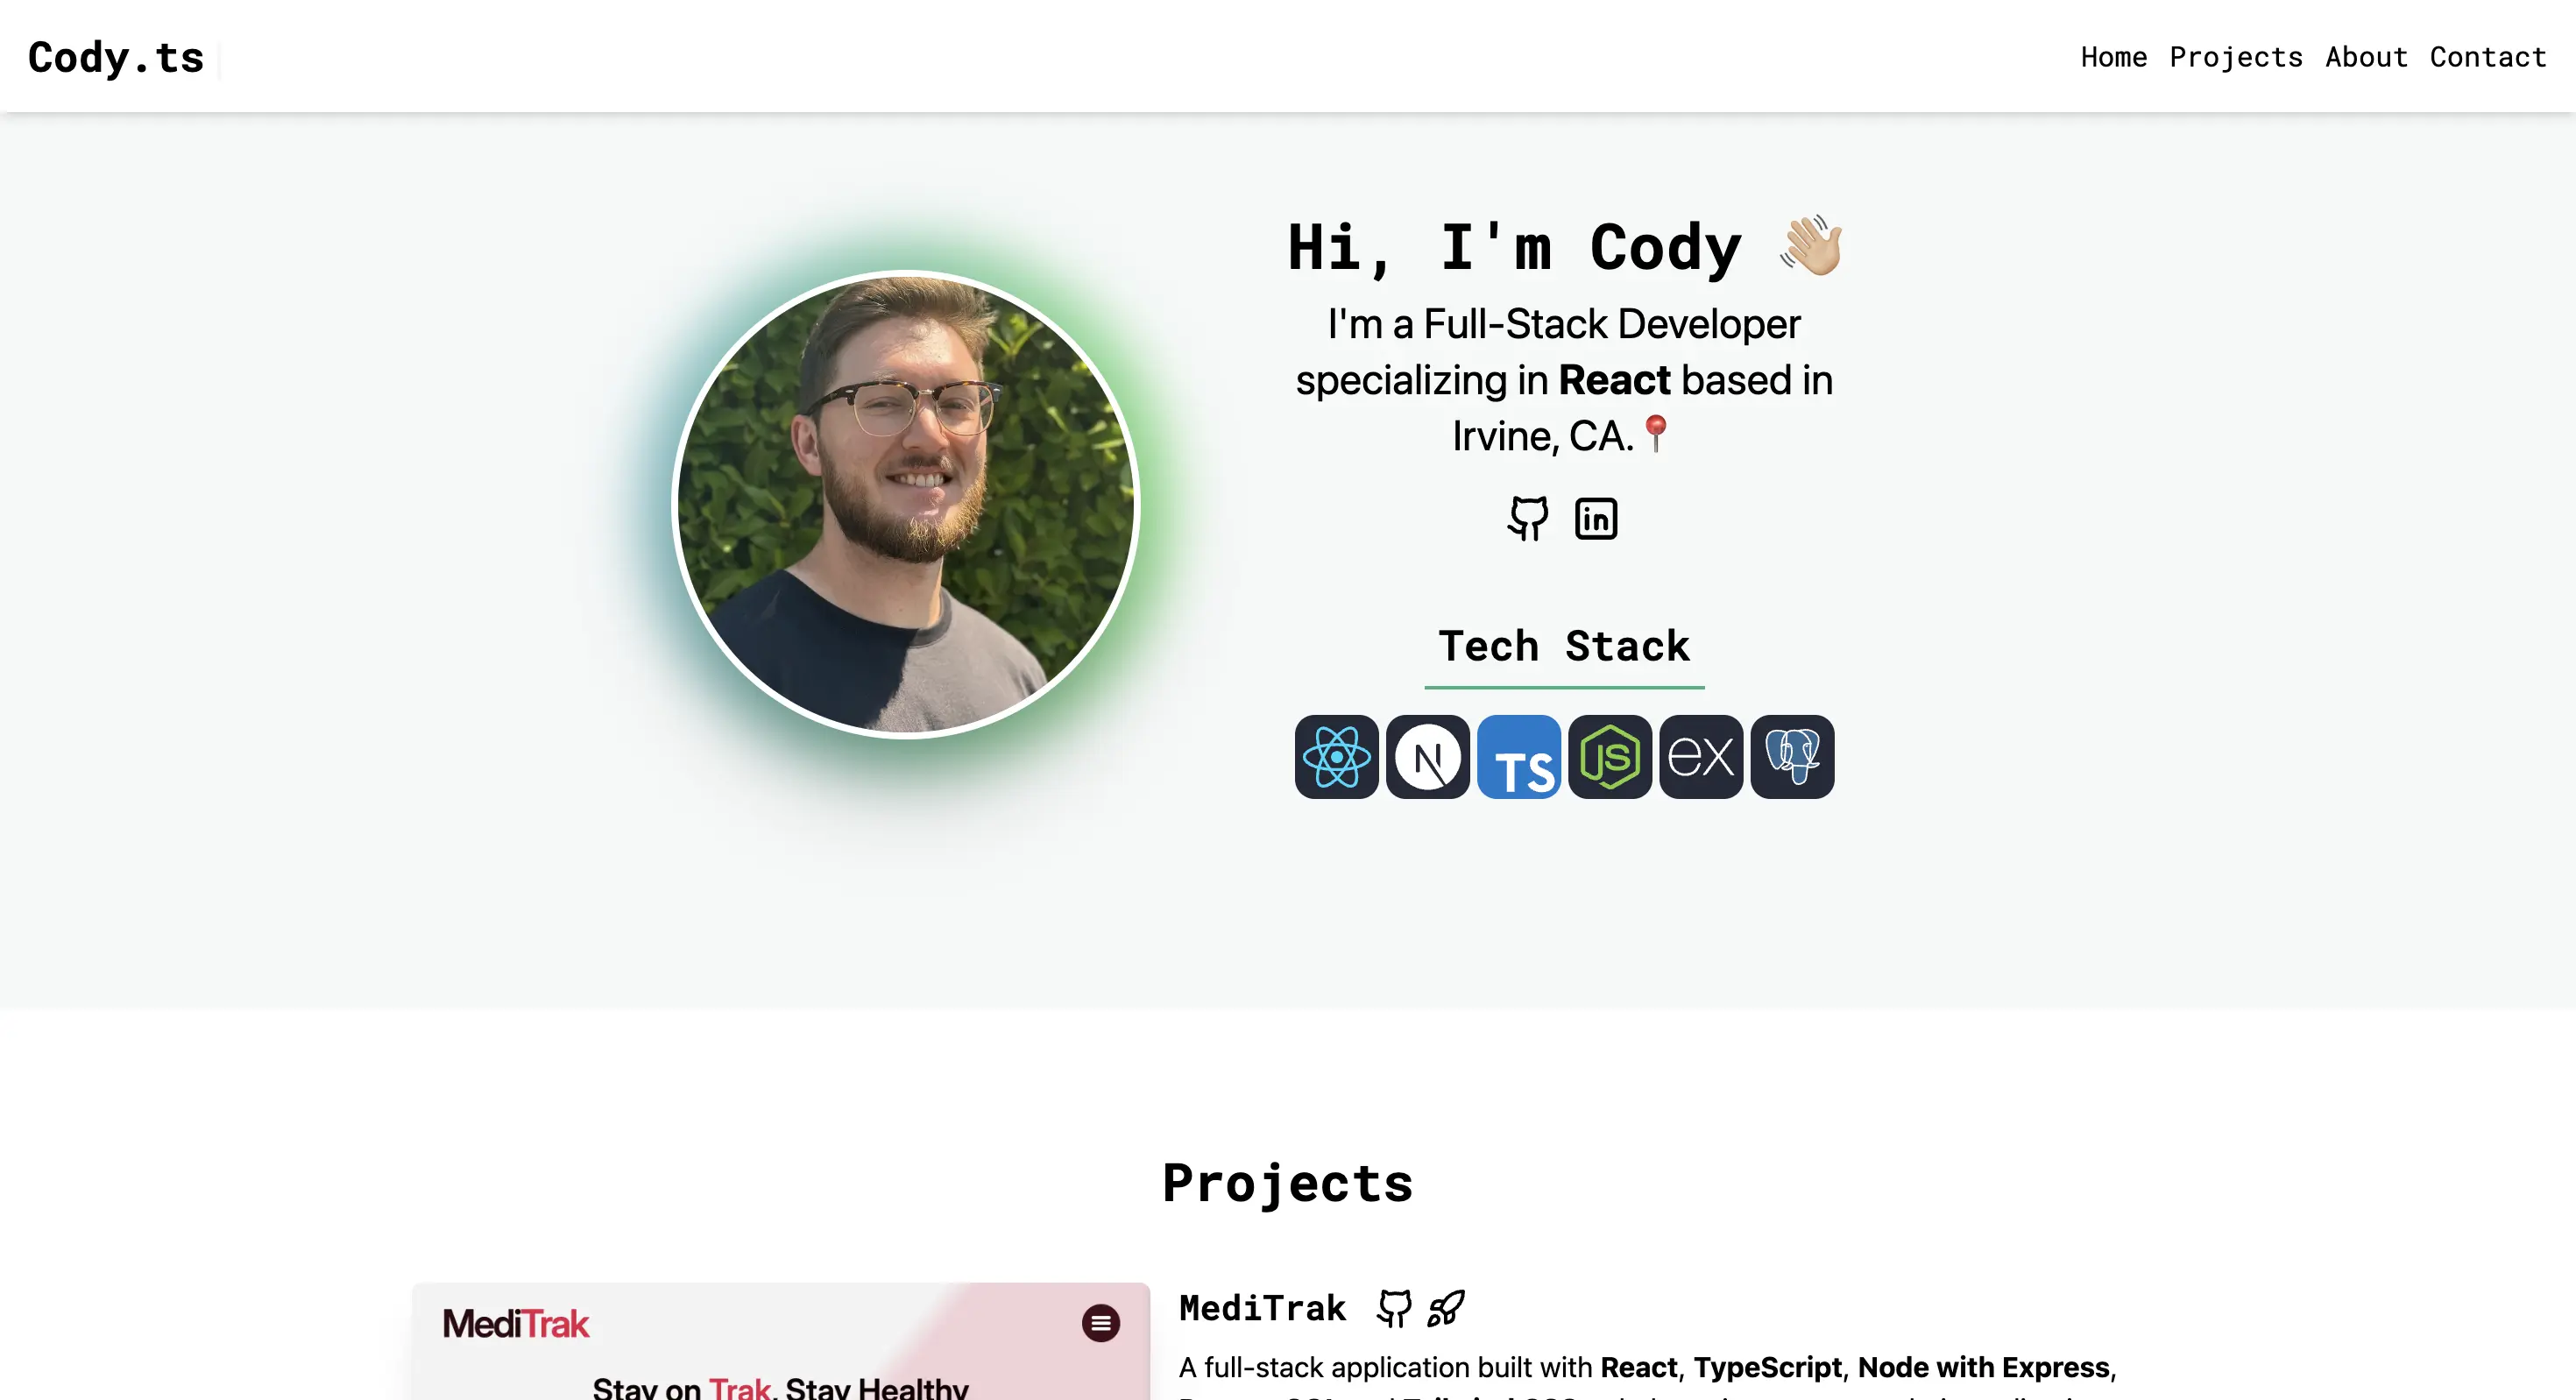 Cody.ts
Home Projects About Contact
Hi, I'm Cody 👋🏼
I'm a Full-Stack Developer
specializing in React based in
Irvine, CA.📍
in
Tech Stack
N TS JS ex
Projects
MediTrak
Stay on Trak, Stay Healthy
MediTrak
A full-stack application built with React, TypeScript, Node with Express,